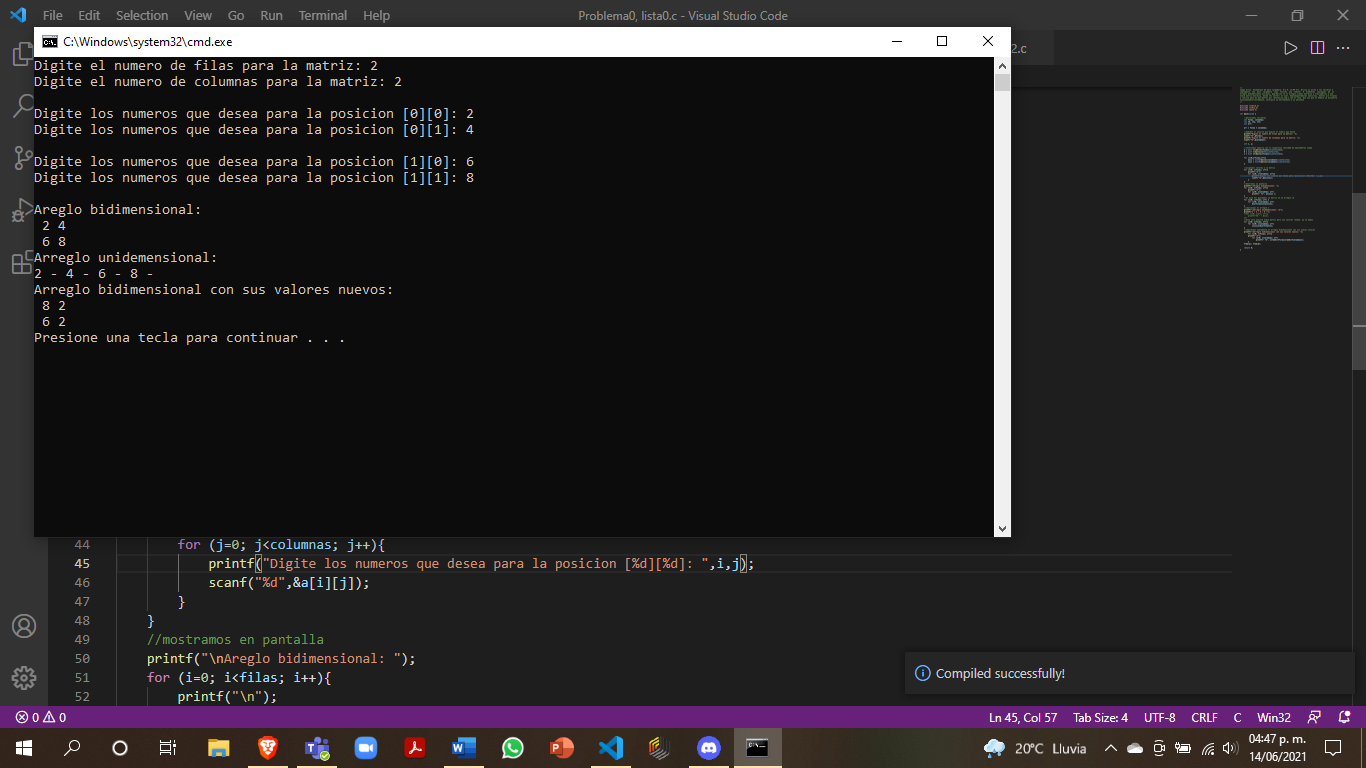 File Edit Selection View Go Run Terminal Help
Problema0, lista0.c - Visual Studio Code
C:\Windows\system32\cmd.exe
2.c
Digite el numero de filas para la matriz: 2
Digite el numero de columnas para la matriz: 2
Digite los numeros que desea para la posicion [0][0]: 2
Digite los numeros que desea para la posicion [0][1]: 4
Digite los numeros que desea para la posicion [1][0]: 6
Digite los numeros que desea para la posicion [1][1]: 8
Areglo bidimensional:
2 4
6 8
Arreglo unidemensional:
2 - 4 - 6 - 8 -
Arreglo bidimensional con sus valores nuevos:
8 2
6 2
Presione una tecla para continuar . . .
44 for (j=0; j<columnas; j++){
45 printf("Digite los numeros que desea para la posicion [%d][%d]: ",i,j);
46 scanf("%d",&a[i][j]);
47 }
48 }
49 //mostramos en pantalla
50 printf("\nAreglo bidimensional: ");
51 for (i=0; i<filas; i++){
52 printf("\n");
Compiled successfully!
0 0
Ln 45, Col 57 Tab Size: 4 UTF-8 CRLF C Win32
20°C Lluvia
04:47 p. m.
14/06/2021